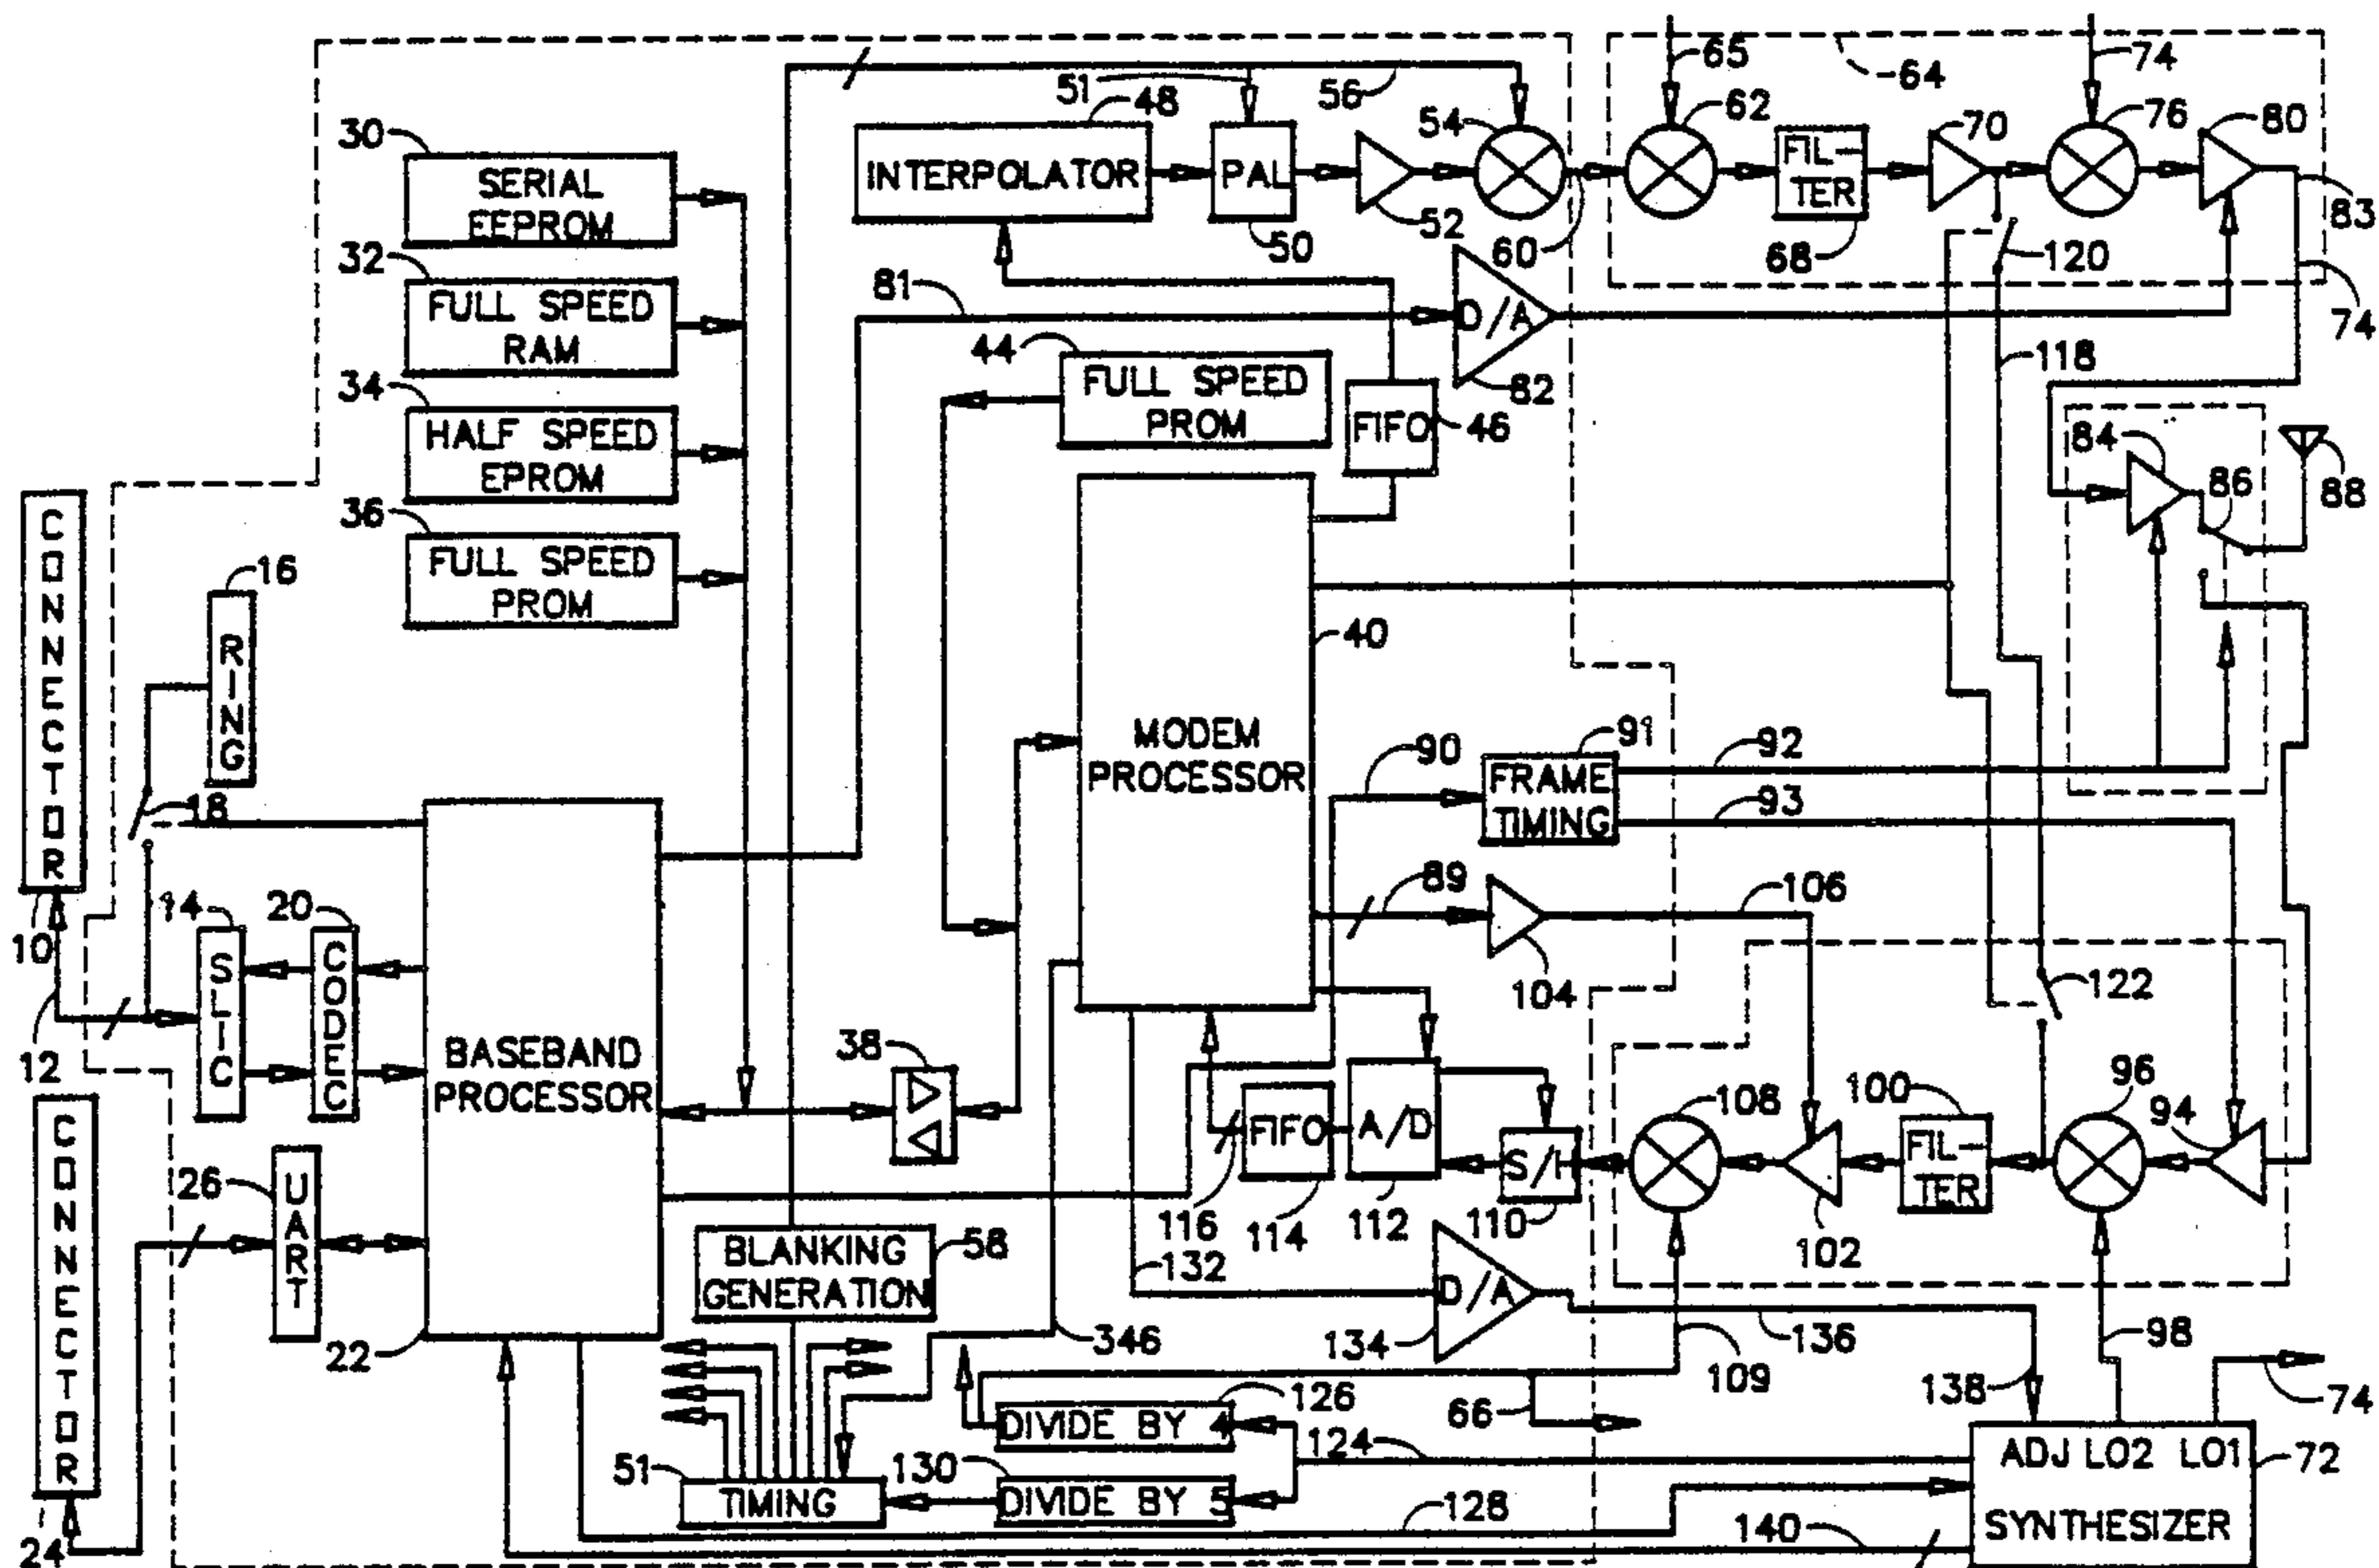 65
64
74
51
48
56
54
62
70
76
80
30
SERIAL
EEPROM
INTERPOLATOR
PAL
FIL-
TER
50
52
60
68
120
83
32
FULL SPEED
RAM
81
D/A
82
118
74
34
HALF SPEED
EPROM
44
FULL SPEED
PROM
FIFO
46
84
86
88
36
FULL SPEED
PROM
CONNECTOR
16
RING
40
MODEM
PROCESSOR
90
91
FRAME
TIMING
92
93
18
10
14
20
SLIC
CODEC
89
104
106
122
12
BASEBAND
PROCESSOR
38
FIFO
A/D
S/H
108
100
FIL-
TER
96
94
116
114
112
110
102
CONNECTOR
26
UART
BLANKING
GENERATION
58
132
D/A
134
136
109
98
22
346
138
74
126
DIVIDE BY 4
66
124
51
TIMING
130
DIVIDE BY 5
128
140
ADJ LO2 LO1
SYNTHESIZER
72
24